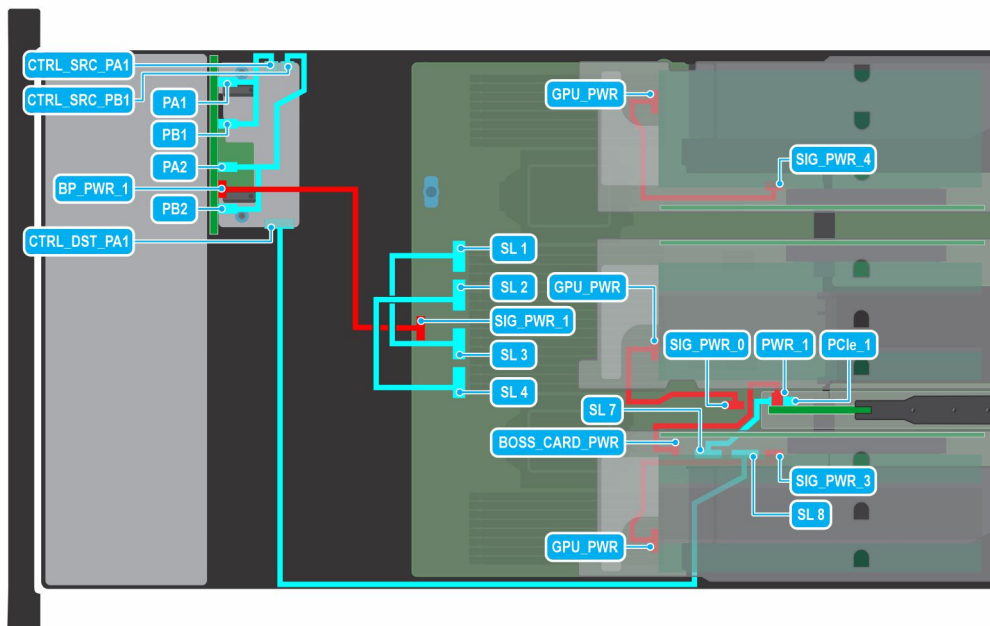 CTRL_SRC_PA1
CTRL_SRC_PB1
PA1
PB1
PA2
BP_PWR_1
PB2
CTRL_DST_PA1
SL 1
SL 2
SIG_PWR_1
SL 3
SL 4
GPU_PWR
SIG_PWR_4
GPU_PWR
SIG_PWR_0
PWR_1
PCIe_1
SL 7
BOSS_CARD_PWR
SIG_PWR_3
SL 8
GPU_PWR